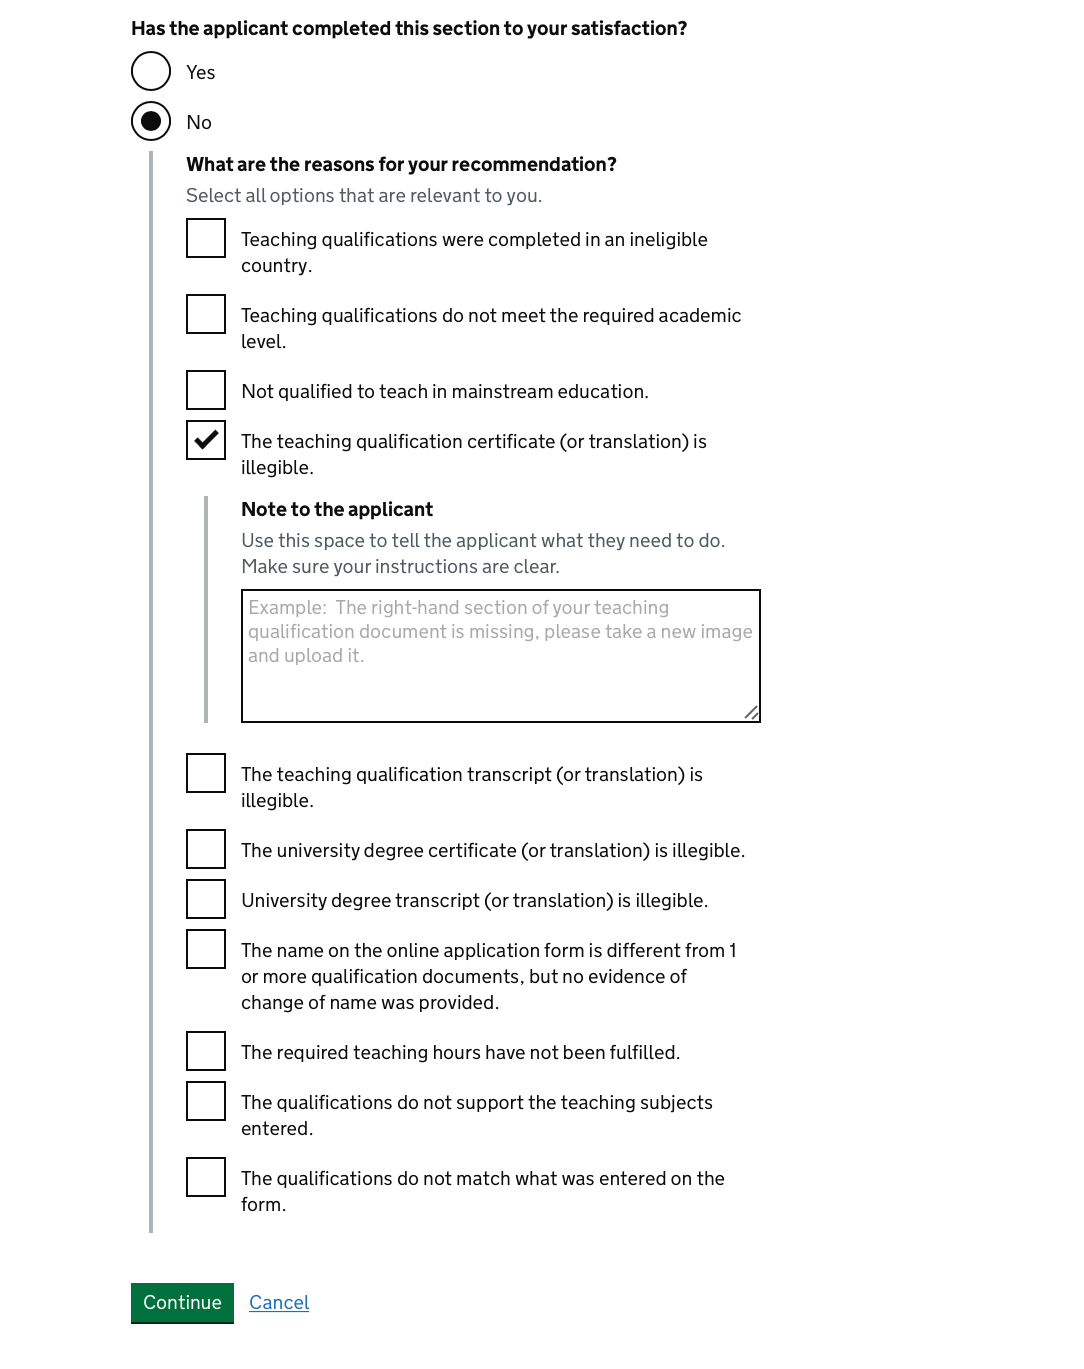 Has the applicant completed this section to your satisfaction?
Yes
No
What are the reasons for your recommendation?
Select all options that are relevant to you.
Teaching qualifications were completed in an ineligible
country.
Teaching qualifications do not meet the required academic
level.
Not qualified to teach in mainstream education.
The teaching qualification certificate (or translation) is
illegible.
Note to the applicant
Use this space to tell the applicant what they need to do.
Make sure your instructions are clear.
Example:  The right-hand section of your teaching
qualification document is missing, please take a new image
and upload it.
The teaching qualification transcript (or translation) is
illegible.
The university degree certificate (or translation) is illegible.
University degree transcript (or translation) is illegible.
The name on the online application form is different from 1
or more qualification documents, but no evidence of
change of name was provided.
The required teaching hours have not been fulfilled.
The qualifications do not support the teaching subjects
entered.
The qualifications do not match what was entered on the
form.
Continue Cancel